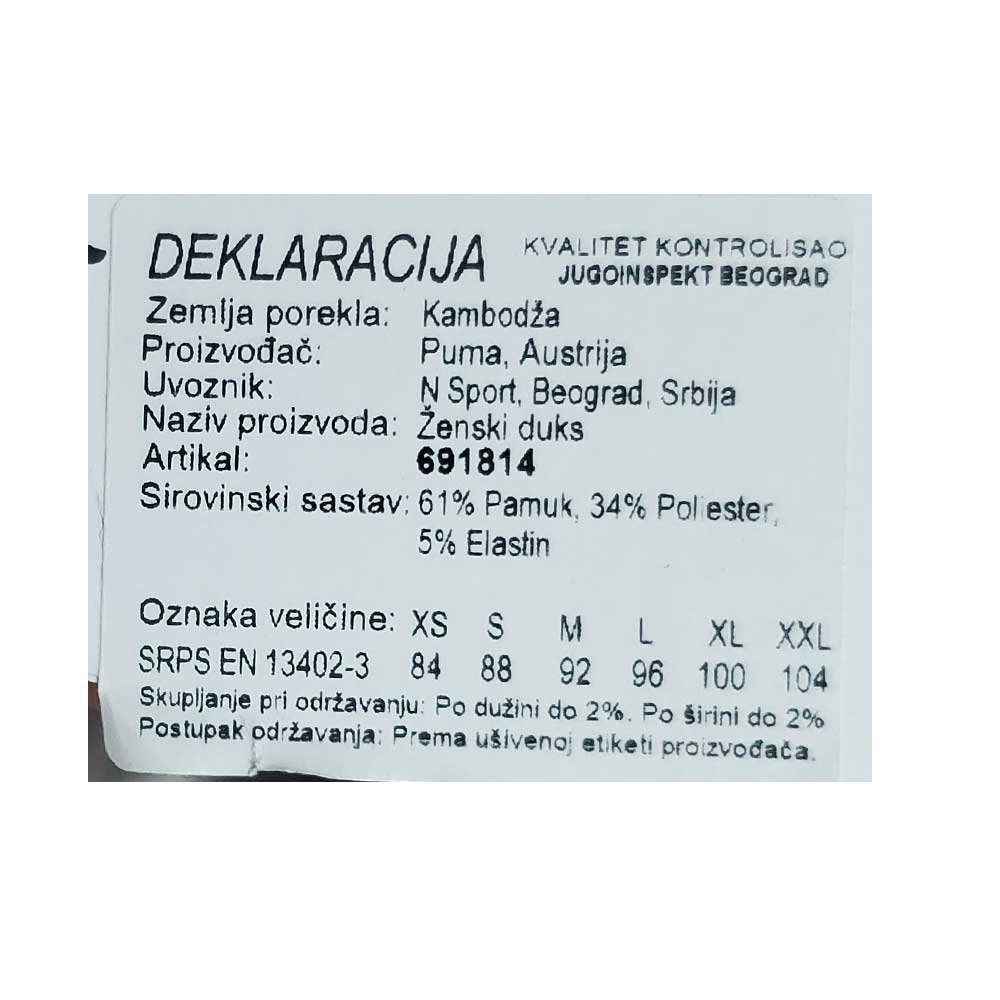 DEKLARACIJA KVALITET KONTROLISAO
JUGOINSPEKT BEOGRAD
Zemlja porekla: Kambodža
Proizvođač: Puma, Austrija
Uvoznik: N Sport, Beograd, Srbija
Naziv proizvoda: Ženski duks
Artikal: 691814
Sirovinski sastav: 61% Pamuk, 34% Poliester,
5% Elastin
Oznaka veličine: XS S M L XL XXL
SRPS EN 13402-3 84 88 92 96 100 104
Skupljanje pri održavanju: Po dužini do 2%. Po širini do 2%
Postupak održavanja: Prema ušivenoj etiketi proizvođača.